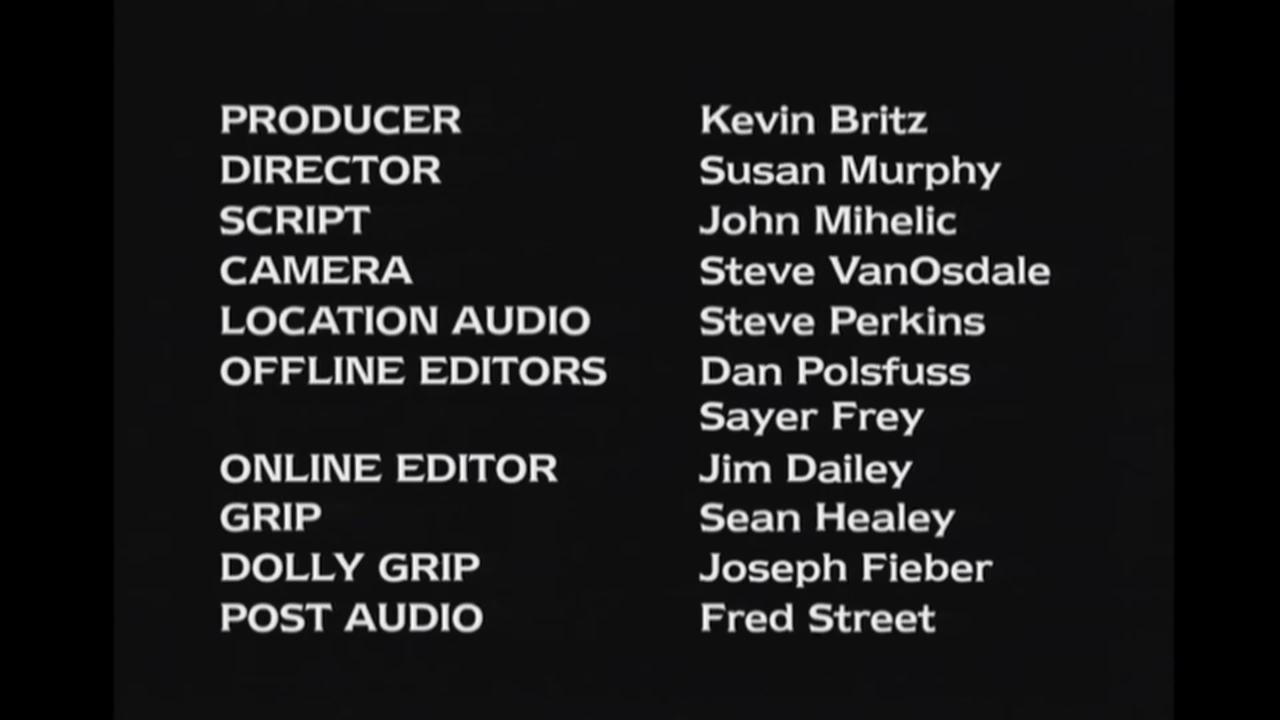 PRODUCER Kevin Britz
DIRECTOR Susan Murphy
SCRIPT John Mihelic
CAMERA Steve VanOsdale
LOCATION AUDIO Steve Perkins
OFFLINE EDITORS Dan Polsfuss
Sayer Frey
ONLINE EDITOR Jim Dailey
GRIP Sean Healey
DOLLY GRIP Joseph Fieber
POST AUDIO Fred Street